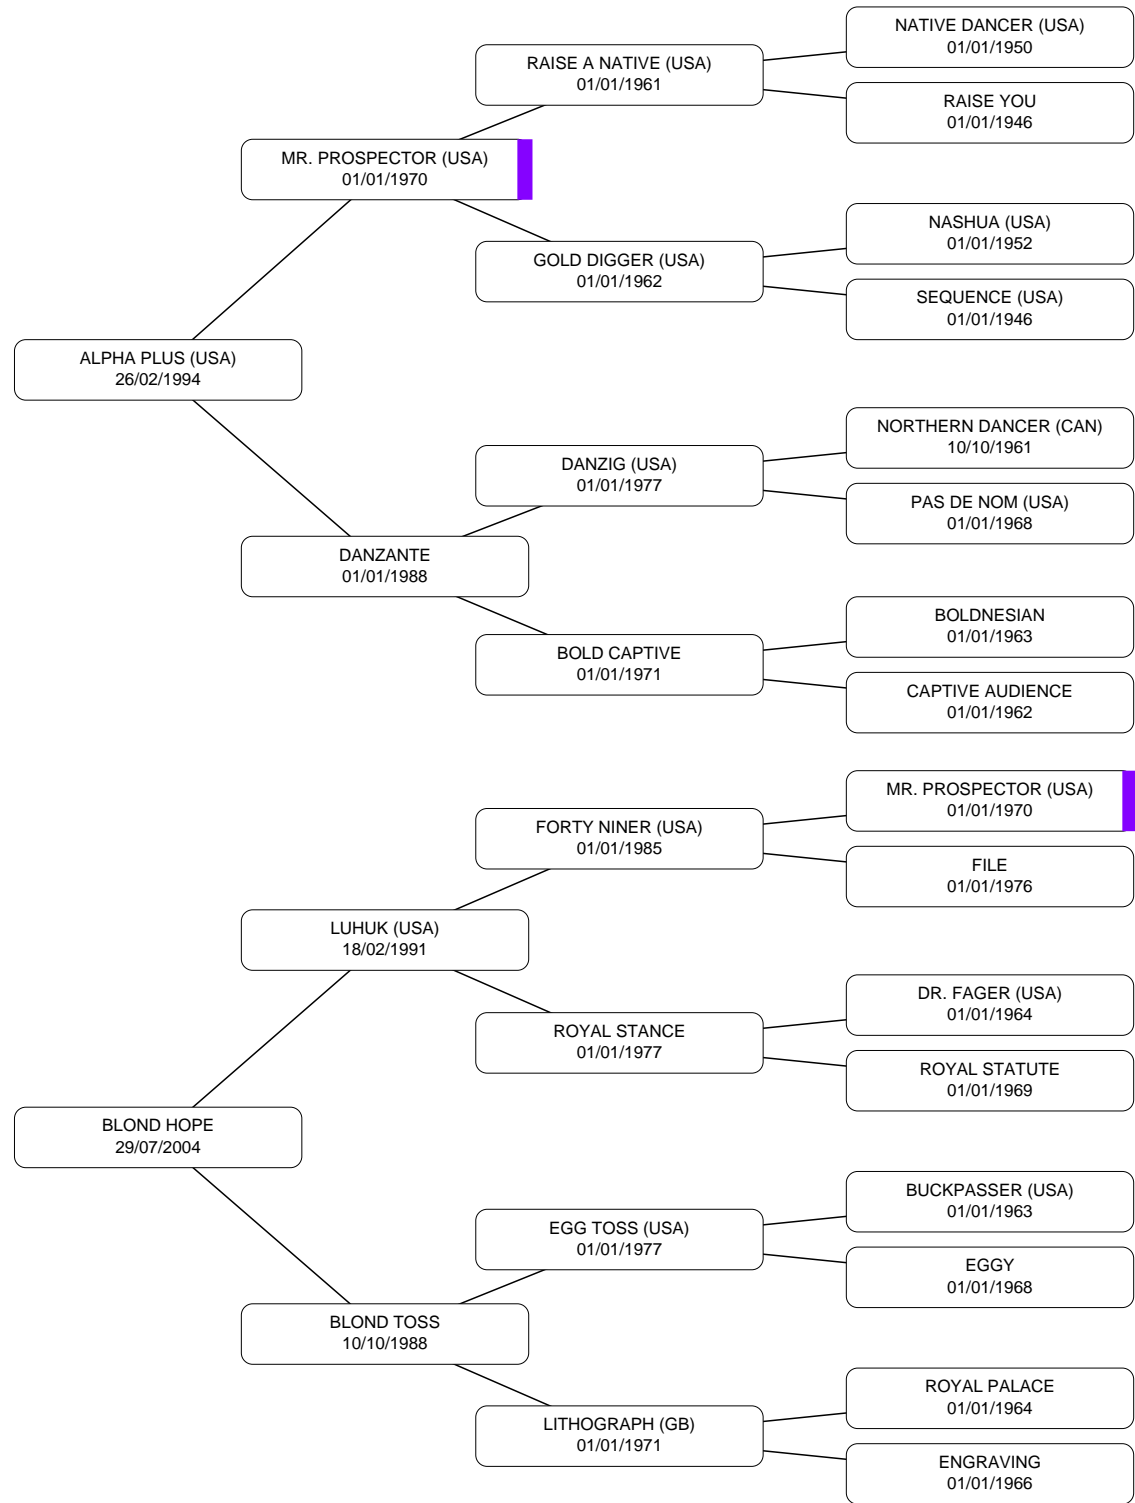 NATIVE DANCER (USA)
01/01/1950
RAISE A NATIVE (USA)
01/01/1961
RAISE YOU
01/01/1946
MR. PROSPECTOR (USA)
01/01/1970
NASHUA (USA)
01/01/1952
GOLD DIGGER (USA)
01/01/1962
SEQUENCE (USA)
01/01/1946
ALPHA PLUS (USA)
26/02/1994
NORTHERN DANCER (CAN)
10/10/1961
DANZIG (USA)
01/01/1977
PAS DE NOM (USA)
01/01/1968
DANZANTE
01/01/1988
BOLDNESIAN
01/01/1963
BOLD CAPTIVE
01/01/1971
CAPTIVE AUDIENCE
01/01/1962
MR. PROSPECTOR (USA)
01/01/1970
FORTY NINER (USA)
01/01/1985
FILE
01/01/1976
LUHUK (USA)
18/02/1991
DR. FAGER (USA)
01/01/1964
ROYAL STANCE
01/01/1977
ROYAL STATUTE
01/01/1969
BLOND HOPE
29/07/2004
BUCKPASSER (USA)
01/01/1963
EGG TOSS (USA)
01/01/1977
EGGY
01/01/1968
BLOND TOSS
10/10/1988
ROYAL PALACE
01/01/1964
LITHOGRAPH (GB)
01/01/1971
ENGRAVING
01/01/1966